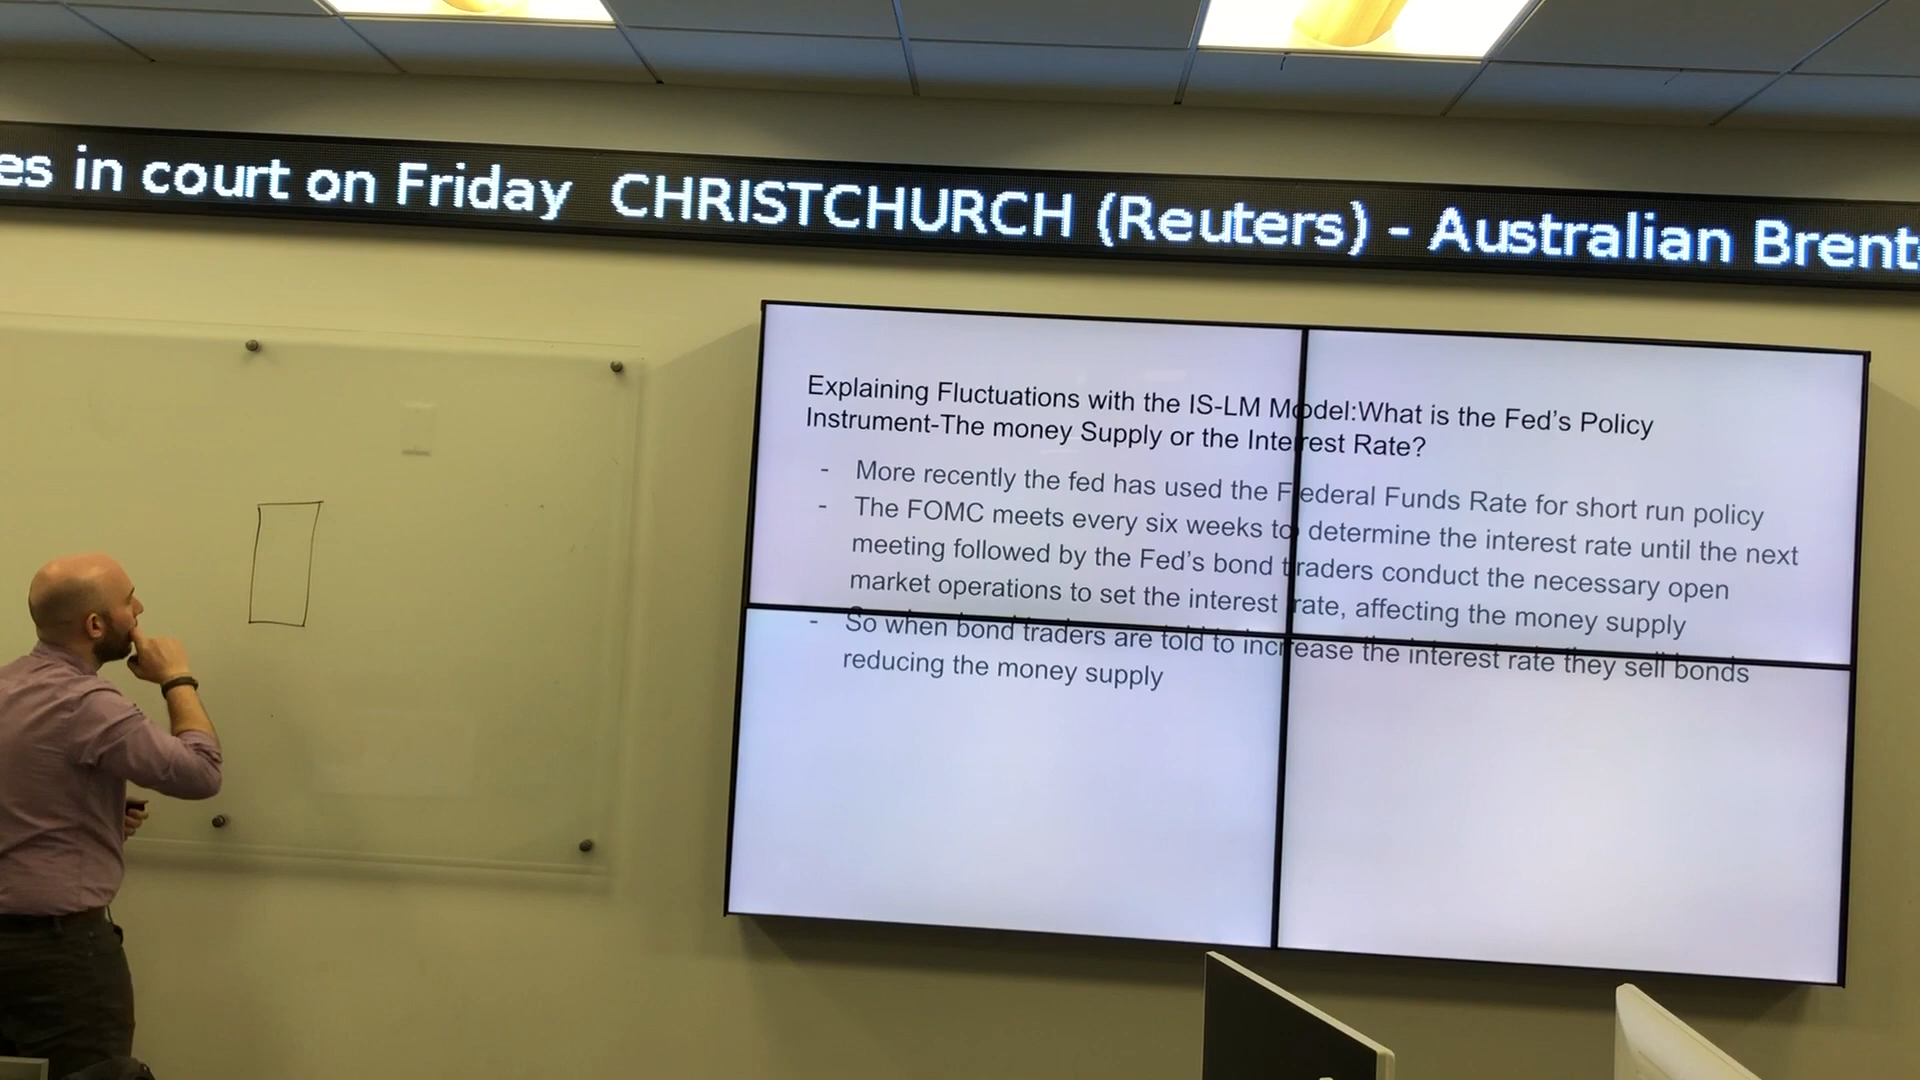 es in court on Friday CHRISTCHURCH (Reuters) - Australian Brent
Explaining Fluctuations with the IS-LM Model:What is the Fed's Policy
Instrument-The money Supply or the Interest Rate?
- More recently the fed has used the Federal Funds Rate for short run policy
- The FOMC meets every six weeks to determine the interest rate until the next
meeting followed by the Fed's bond traders conduct the necessary open
market operations to set the interest rate, affecting the money supply
- So when bond traders are told to increase the interest rate they sell bonds
reducing the money supply